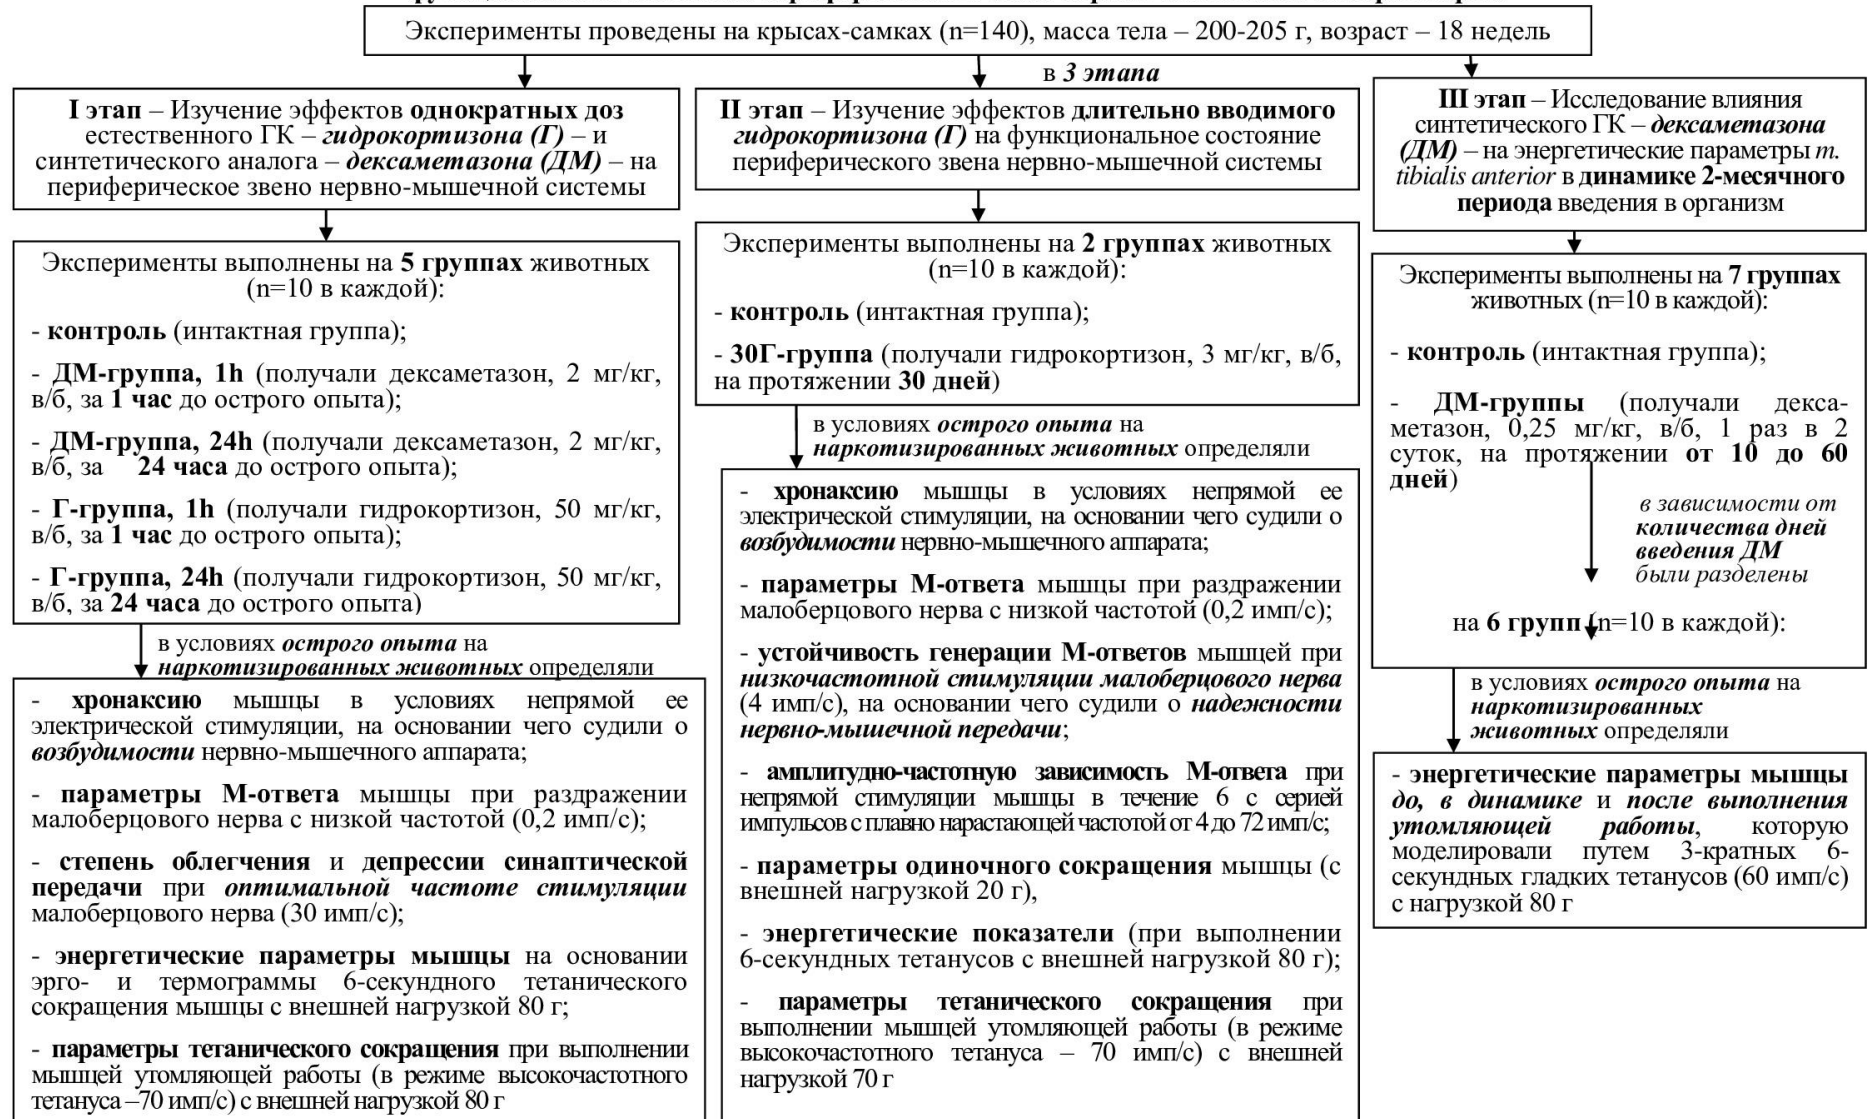 Эксперименты проведены на крысах-самках (n=140), масса тела – 200-205 г, возраст – 18 недель
в 3 этапа
I этап – Изучение эффектов однократных доз
естественного ГК – гидрокортизона (Г) – и
синтетического аналога – дексаметазона (ДМ) – на
периферическое звено нервно-мышечной системы
Эксперименты выполнены на 5 группах животных
(n=10 в каждой):
- контроль (интактная группа);
- ДМ-группа, 1h (получали дексаметазон, 2 мг/кг,
в/б, за 1 час до острого опыта);
- ДМ-группа, 24h (получали дексаметазон, 2 мг/кг,
в/б, за 24 часа до острого опыта);
- Г-группа, 1h (получали гидрокортизон, 50 мг/кг,
в/б, за 1 час до острого опыта);
- Г-группа, 24h (получали гидрокортизон, 50 мг/кг,
в/б, за 24 часа до острого опыта)
в условиях острого опыта на
наркотизированных животных определяли
- хронаксию мышцы в условиях непрямой ее
электрической стимуляции, на основании чего судили о
возбудимости нервно-мышечного аппарата;
- параметры М-ответа мышцы при раздражении
малоберцового нерва с низкой частотой (0,2 имп/с);
- степень облегчения и депрессии синаптической
передачи при оптимальной частоте стимуляции
малоберцового нерва (30 имп/с);
- энергетические параметры мышцы на основании
эрго- и термограммы 6-секундного тетанического
сокращения мышцы с внешней нагрузкой 80 г;
- параметры тетанического сокращения при выполнении
мышцей утомляющей работы (в режиме высокочастотного
тетануса –70 имп/с) с внешней нагрузкой 80 г
II этап – Изучение эффектов длительно вводимого
гидрокортизона (Г) на функциональное состояние
периферического звена нервно-мышечной системы
Эксперименты выполнены на 2 группах животных
(n=10 в каждой):
- контроль (интактная группа);
- 30Г-группа (получали гидрокортизон, 3 мг/кг, в/б,
на протяжении 30 дней)
в условиях острого опыта на
наркотизированных животных определяли
- хронаксию мышцы в условиях непрямой ее
электрической стимуляции, на основании чего судили о
возбудимости нервно-мышечного аппарата;
- параметры М-ответа мышцы при раздражении
малоберцового нерва с низкой частотой (0,2 имп/с);
- устойчивость генерации М-ответов мышцей при
низкочастотной стимуляции малоберцового нерва
(4 имп/с), на основании чего судили о надежности
нервно-мышечной передачи;
- амплитудно-частотную зависимость М-ответа при
непрямой стимуляции мышцы в течение 6 с серией
импульсов с плавно нарастающей частотой от 4 до 72 имп/с;
- параметры одиночного сокращения мышцы (с
внешней нагрузкой 20 г),
- энергетические показатели (при выполнении
6-секундных тетанусов с внешней нагрузкой 80 г);
- параметры тетанического сокращения при
выполнении мышцей утомляющей работы (в режиме
высокочастотного тетануса – 70 имп/с) с внешней
нагрузкой 70 г
III этап – Исследование влияния
синтетического ГК – дексаметазона
(ДМ) – на энергетические параметры m.
tibialis anterior в динамике 2-месячного
периода введения в организм
Эксперименты выполнены на 7 группах
животных (n=10 в каждой):
- контроль (интактная группа);
- ДМ-группы (получали декса-
метазон, 0,25 мг/кг, в/б, 1 раз в 2
суток, на протяжении от 10 до 60
дней)
в зависимости от
количества дней
введения ДМ
были разделены
на 6 групп (n=10 в каждой):
в условиях острого опыта на
наркотизированных
животных определяли
- энергетические параметры мышцы
до, в динамике и после выполнения
утомляющей работы, которую
моделировали путем 3-кратных 6-
секундных гладких тетанусов (60 имп/с)
с нагрузкой 80 г